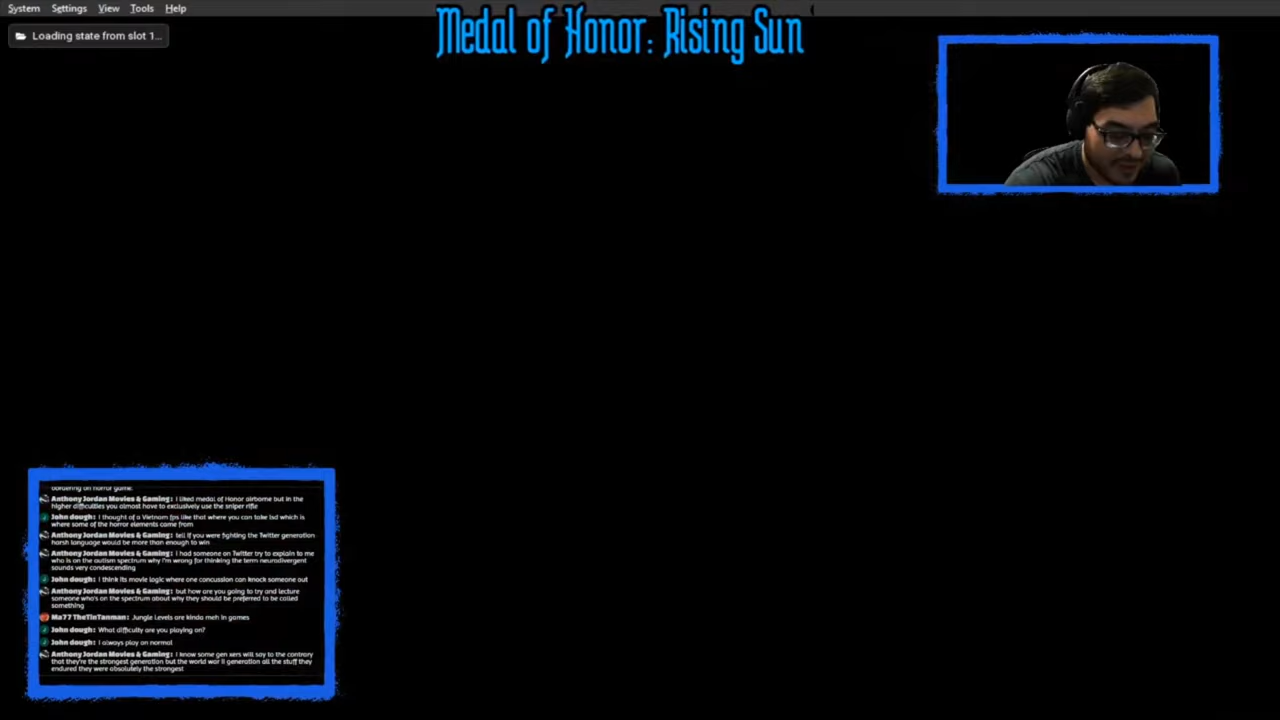 System Settings View Tools Help
Loading state from slot 1...
Medal of Honor: Rising Sun
bordering on horror game.
Anthony Jordan Movies & Gaming: I liked medal of Honor airborne but in the
higher difficulties you almost have to exclusively use the sniper rifle
John dough: I thought of a Vietnam fps like that where you can take lsd which is
where some of the horror elements came from
Anthony Jordan Movies & Gaming: tell if you were fighting the Twitter generation
harsh language would be more than enough to win
Anthony Jordan Movies & Gaming: I had someone on Twitter try to explain to me
who is on the autism spectrum why I'm wrong for thinking the term neurodivergent
sounds very condescending
John dough: I think its movie logic where one concussion can knock someone out
Anthony Jordan Movies & Gaming: but how are you going to try and lecture
someone who's on the spectrum about why they should be preferred to be called
something
Ma77 TheTinTanman: Jungle Levels are kinda meh in games
John dough: What difficulty are you playing on?
John dough: I always play on normal
Anthony Jordan Movies & Gaming: I know some gen xers will say to the contrary
that they're the strongest generation but the world war II generation all the stuff they
endured they were absolutely the strongest